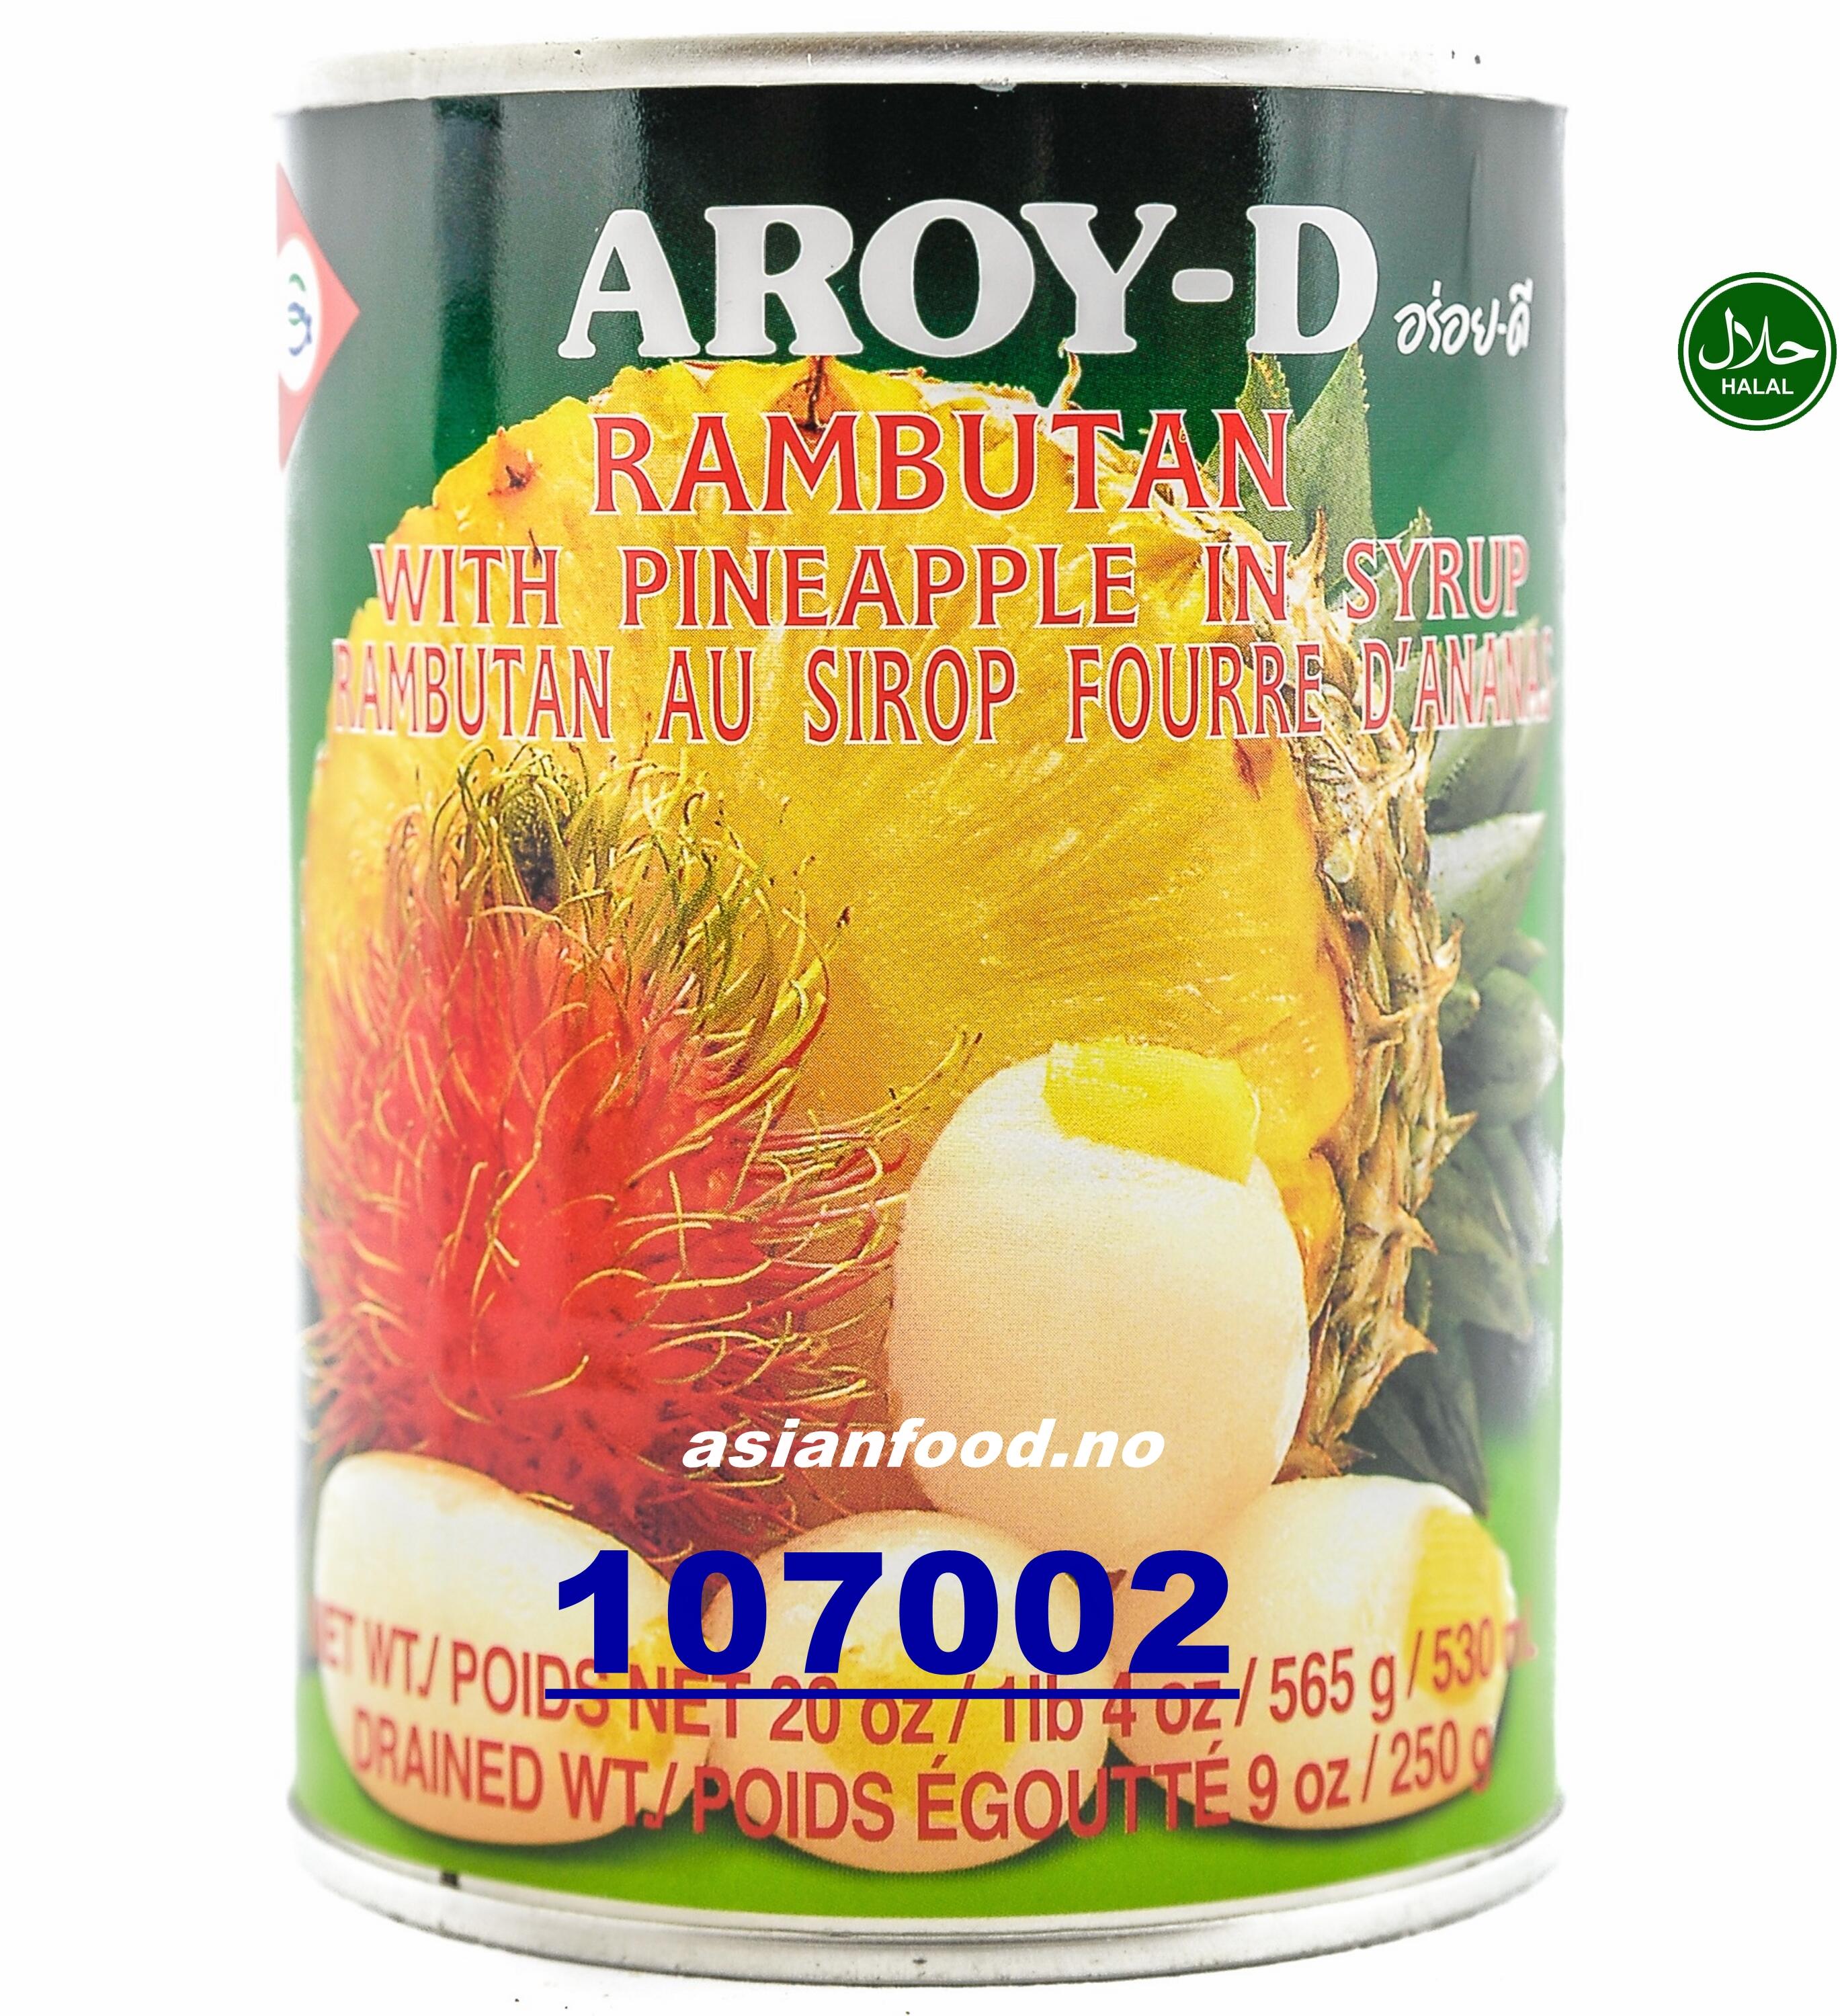 AROY-D อร่อย-ดี
حلال
HALAL
RAMBUTAN
WITH PINEAPPLE IN SYRUP
RAMBUTAN AU SIROP FOURRE D'ANANAS
asianfood.no
107002
NET WT./ POIDS NET 20 oz / 1lb 4 oz / 565 g / 530 mL
DRAINED WT./ POIDS ÉGOUTTÉ 9 oz / 250 g